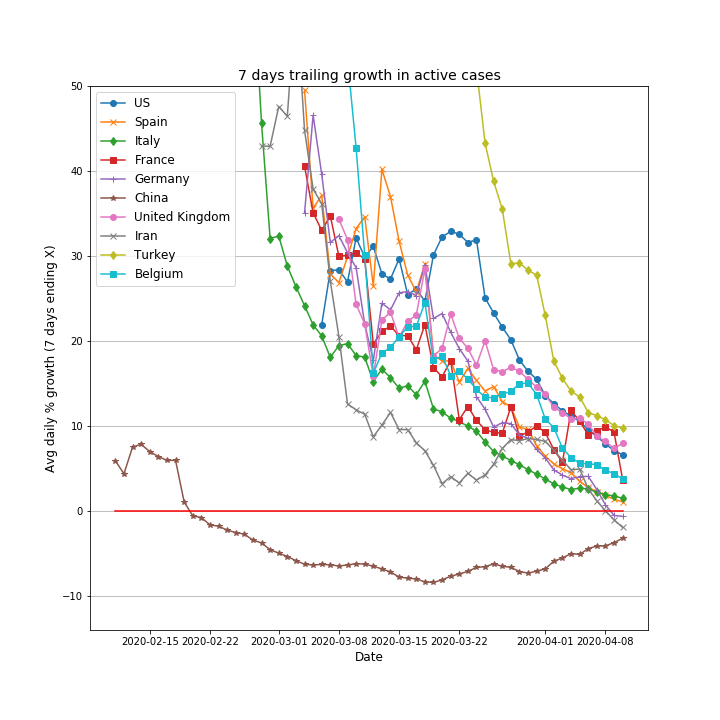 7 days trailing growth in active cases
Avg daily % growth (7 days ending X)
50
40
30
20
10
0
−10
US
Spain
Italy
France
Germany
China
United Kingdom
Iran
Turkey
Belgium
2020-02-15 2020-02-22 2020-03-01 2020-03-08 2020-03-15 2020-03-22 2020-04-01 2020-04-08
Date